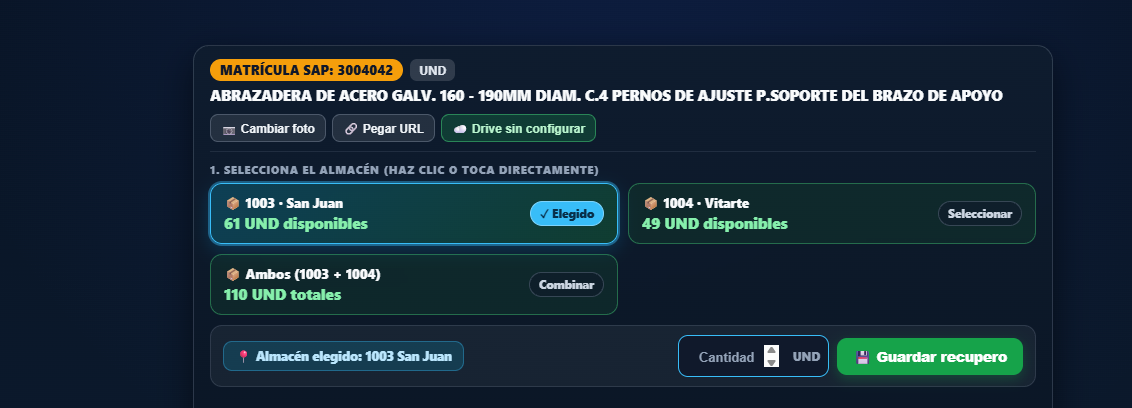 MATRÍCULA SAP: 3004042 UND
ABRAZADERA DE ACERO GALV. 160 - 190MM DIAM. C.4 PERNOS DE AJUSTE P.SOPORTE DEL BRAZO DE APOYO
Cambiar foto Pegar URL Drive sin configurar
1. SELECCIONA EL ALMACÉN (HAZ CLIC O TOCA DIRECTAMENTE)
1003 · San Juan
61 UND disponibles
✓ Elegido
1004 · Vitarte
49 UND disponibles
Seleccionar
Ambos (1003 + 1004)
110 UND totales
Combinar
Almacén elegido: 1003 San Juan
Cantidad UND
Guardar recupero